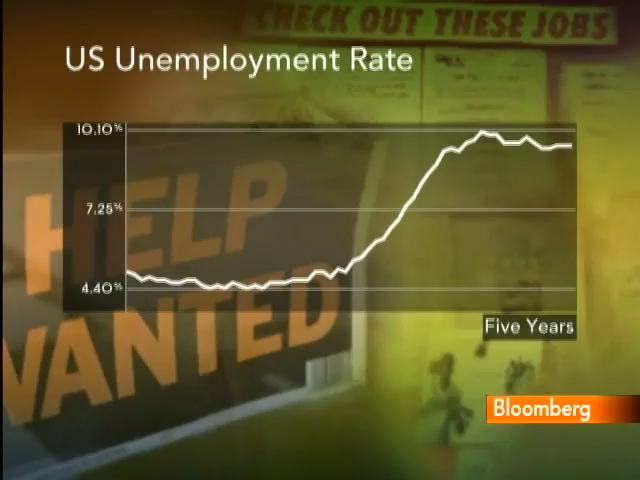 CHECK OUT THESE JOBS
US Unemployment Rate
10.10%
7.25%
4.40%
HELP
WANTED
Five Years
Bloomberg